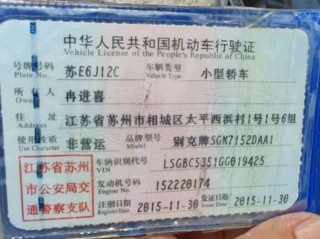 中华人民共和国机动车行驶证
Vehicle License of the People's Republic of China
号牌号码 苏E6J12C 车辆类型 小型轿车
Plate No. Vehicle Type
所有人 冉进喜
Owner
住址 江苏省苏州市相城区太平西浜村1号1号6组
Address
使用性质 非营运 品牌型号 别克牌SGM7152DAA1
Use Character Model
江苏省苏州
市公安局交
通警察支队
车辆识别代号 LSGBC5351GG019425
VIN
发动机号码 152220174
Engine No.
注册日期 2015-11-30 发证日期 2015-11-30
Register Date Issue Date